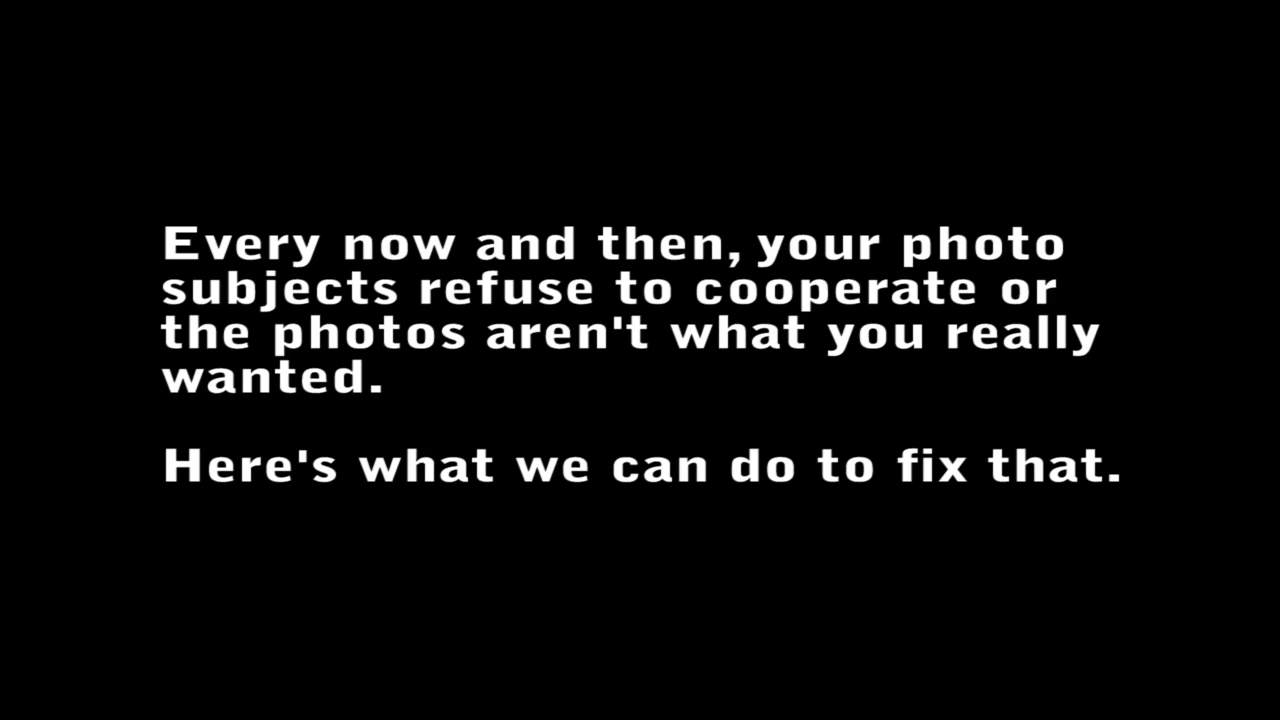 Every now and then, your photo
subjects refuse to cooperate or
the photos aren't what you really
wanted.
Here's what we can do to fix that.